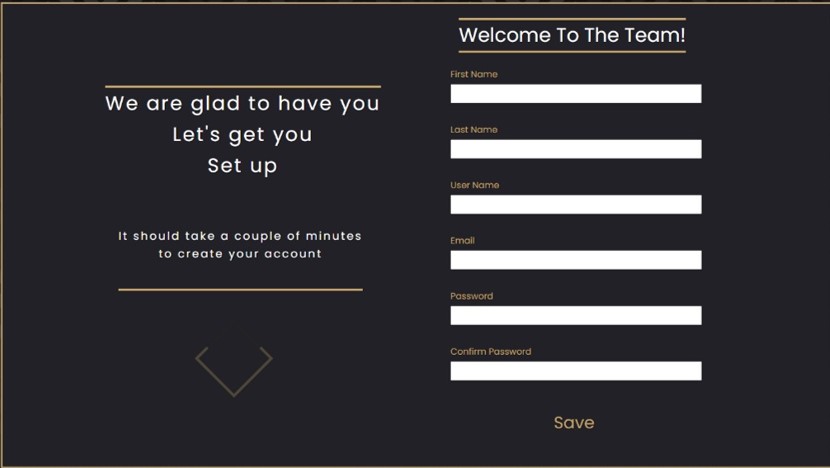 We are glad to have you
Let's get you
Set up
It should take a couple of minutes
to create your account
Welcome To The Team!
First Name
Last Name
User Name
Email
Password
Confirm Password
Save